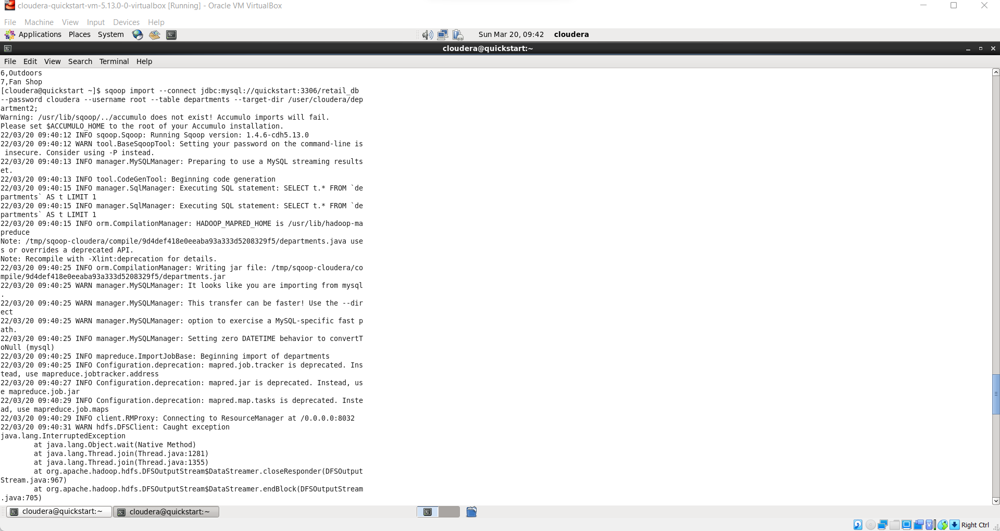 cloudera-quickstart-vm-5.13.0-0-virtualbox [Running] - Oracle VM VirtualBox
File Machine View Input Devices Help
Applications Places System Sun Mar 20, 09:42 cloudera
cloudera@quickstart:~
File Edit View Search Terminal Help
6,Outdoors
7,Fan Shop
[cloudera@quickstart ~]$ sqoop import --connect jdbc:mysql://quickstart:3306/retail_db
--password cloudera --username root --table departments --target-dir /user/cloudera/dep
artment2;
Warning: /usr/lib/sqoop/../accumulo does not exist! Accumulo imports will fail.
Please set $ACCUMULO_HOME to the root of your Accumulo installation.
22/03/20 09:40:12 INFO sqoop.Sqoop: Running Sqoop version: 1.4.6-cdh5.13.0
22/03/20 09:40:12 WARN tool.BaseSqoopTool: Setting your password on the command-line is
 insecure. Consider using -P instead.
22/03/20 09:40:13 INFO manager.MySQLManager: Preparing to use a MySQL streaming results
et.
22/03/20 09:40:13 INFO tool.CodeGenTool: Beginning code generation
22/03/20 09:40:15 INFO manager.SqlManager: Executing SQL statement: SELECT t.* FROM `de
partments` AS t LIMIT 1
22/03/20 09:40:15 INFO manager.SqlManager: Executing SQL statement: SELECT t.* FROM `de
partments` AS t LIMIT 1
22/03/20 09:40:15 INFO orm.CompilationManager: HADOOP_MAPRED_HOME is /usr/lib/hadoop-ma
preduce
Note: /tmp/sqoop-cloudera/compile/9d4def418e0eeaba93a333d5208329f5/departments.java use
s or overrides a deprecated API.
Note: Recompile with -Xlint:deprecation for details.
22/03/20 09:40:25 INFO orm.CompilationManager: Writing jar file: /tmp/sqoop-cloudera/co
mpile/9d4def418e0eeaba93a333d5208329f5/departments.jar
22/03/20 09:40:25 WARN manager.MySQLManager: It looks like you are importing from mysql
.
22/03/20 09:40:25 WARN manager.MySQLManager: This transfer can be faster! Use the --dir
ect
22/03/20 09:40:25 WARN manager.MySQLManager: option to exercise a MySQL-specific fast p
ath.
22/03/20 09:40:25 INFO manager.MySQLManager: Setting zero DATETIME behavior to convertT
oNull (mysql)
22/03/20 09:40:25 INFO mapreduce.ImportJobBase: Beginning import of departments
22/03/20 09:40:25 INFO Configuration.deprecation: mapred.job.tracker is deprecated. Ins
tead, use mapreduce.jobtracker.address
22/03/20 09:40:27 INFO Configuration.deprecation: mapred.jar is deprecated. Instead, us
e mapreduce.job.jar
22/03/20 09:40:29 INFO Configuration.deprecation: mapred.map.tasks is deprecated. Inste
ad, use mapreduce.job.maps
22/03/20 09:40:29 INFO client.RMProxy: Connecting to ResourceManager at /0.0.0.0:8032
22/03/20 09:40:31 WARN hdfs.DFSClient: Caught exception
java.lang.InterruptedException
        at java.lang.Object.wait(Native Method)
        at java.lang.Thread.join(Thread.java:1281)
        at java.lang.Thread.join(Thread.java:1355)
        at org.apache.hadoop.hdfs.DFSOutputStream$DataStreamer.closeResponder(DFSOutput
Stream.java:967)
        at org.apache.hadoop.hdfs.DFSOutputStream$DataStreamer.endBlock(DFSOutputStream
.java:705)
cloudera@quickstart:~ cloudera@quickstart:~
Right Ctrl